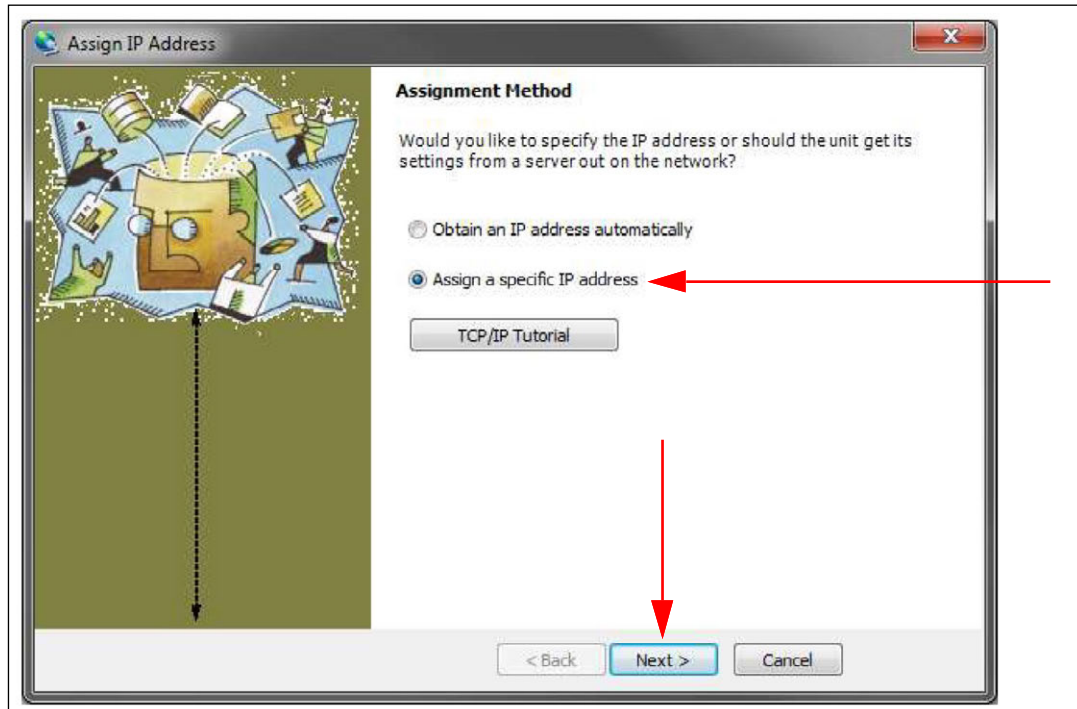 Assign IP Address
x
Assignment Method
Would you like to specify the IP address or should the unit get its
settings from a server out on the network?
Obtain an IP address automatically
Assign a specific IP address
TCP/IP Tutorial
< Back
Next >
Cancel